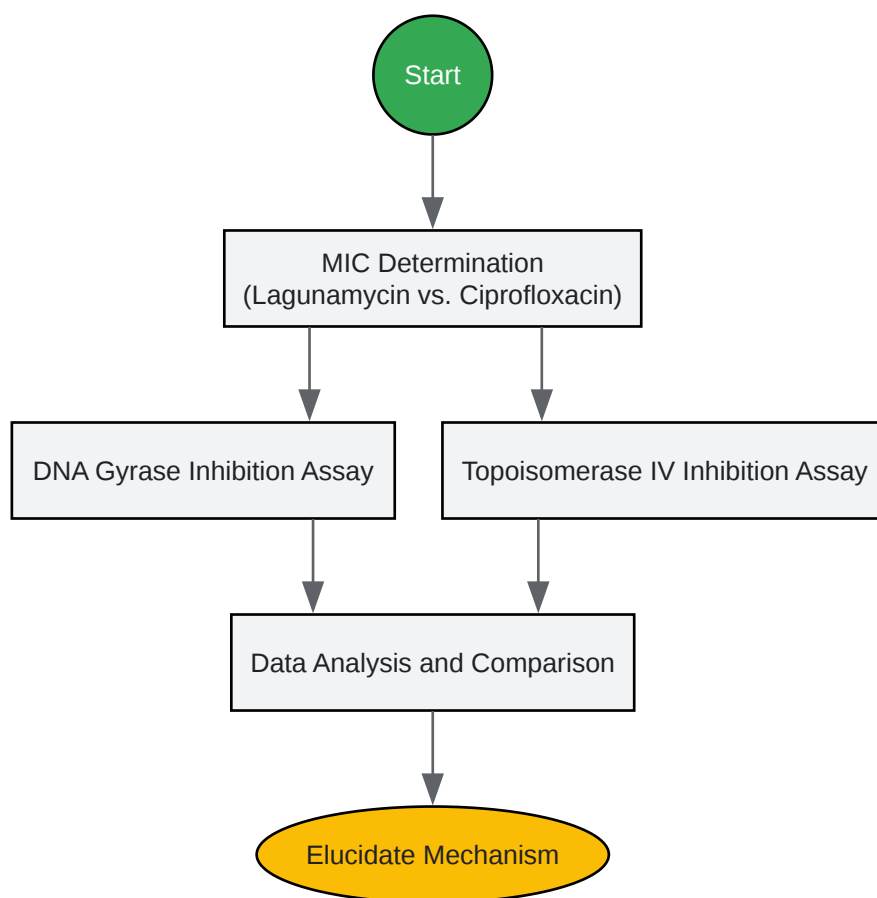 Start
MIC Determination
(Lagunamycin vs. Ciprofloxacin)
DNA Gyrase Inhibition Assay
Topoisomerase IV Inhibition Assay
Data Analysis and Comparison
Elucidate Mechanism